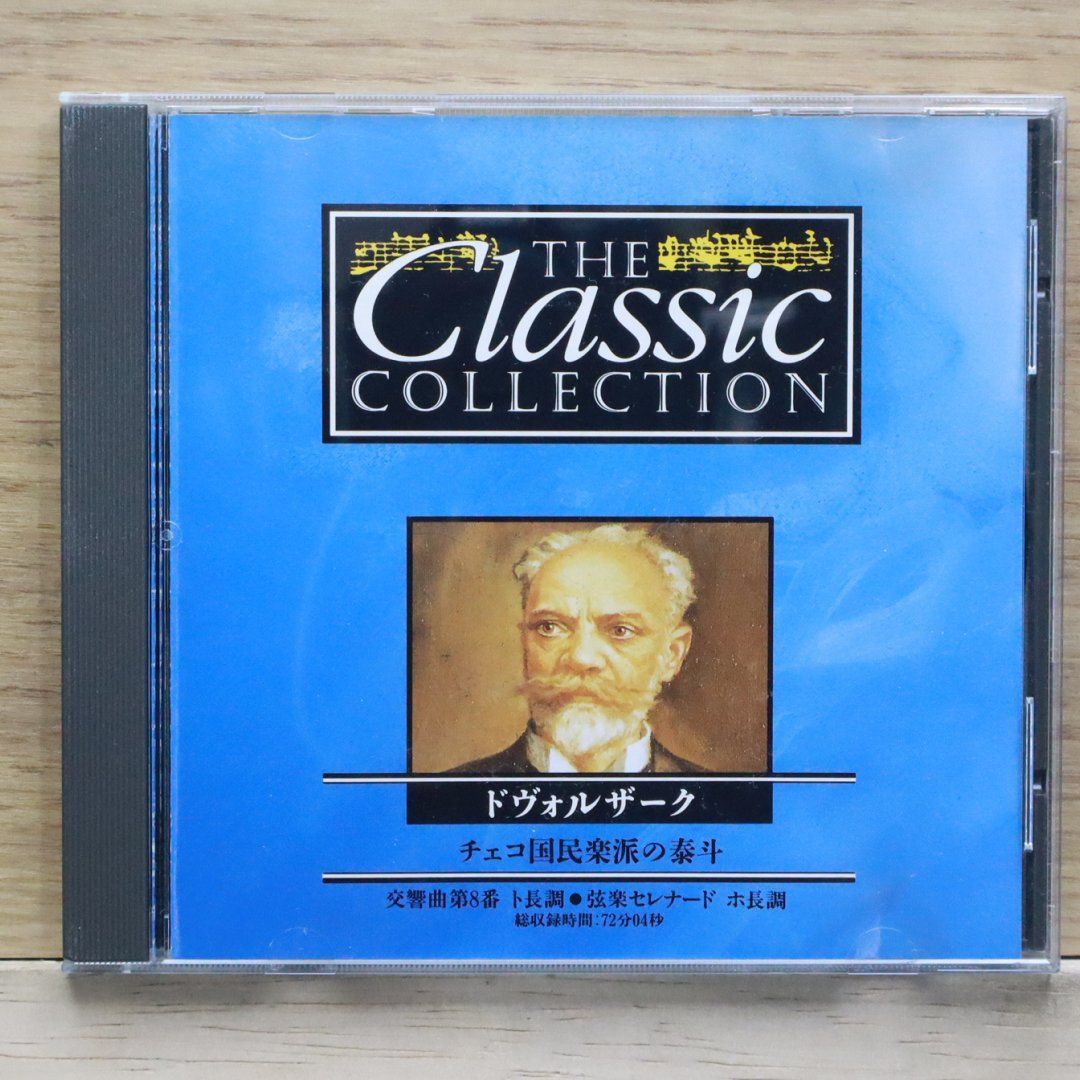 THE
Classic
COLLECTION
ドヴォルザーク
チェコ国民楽派の泰斗
交響曲第8番 ト長調●弦楽セレナード ホ長調
総収録時間:72分04秒